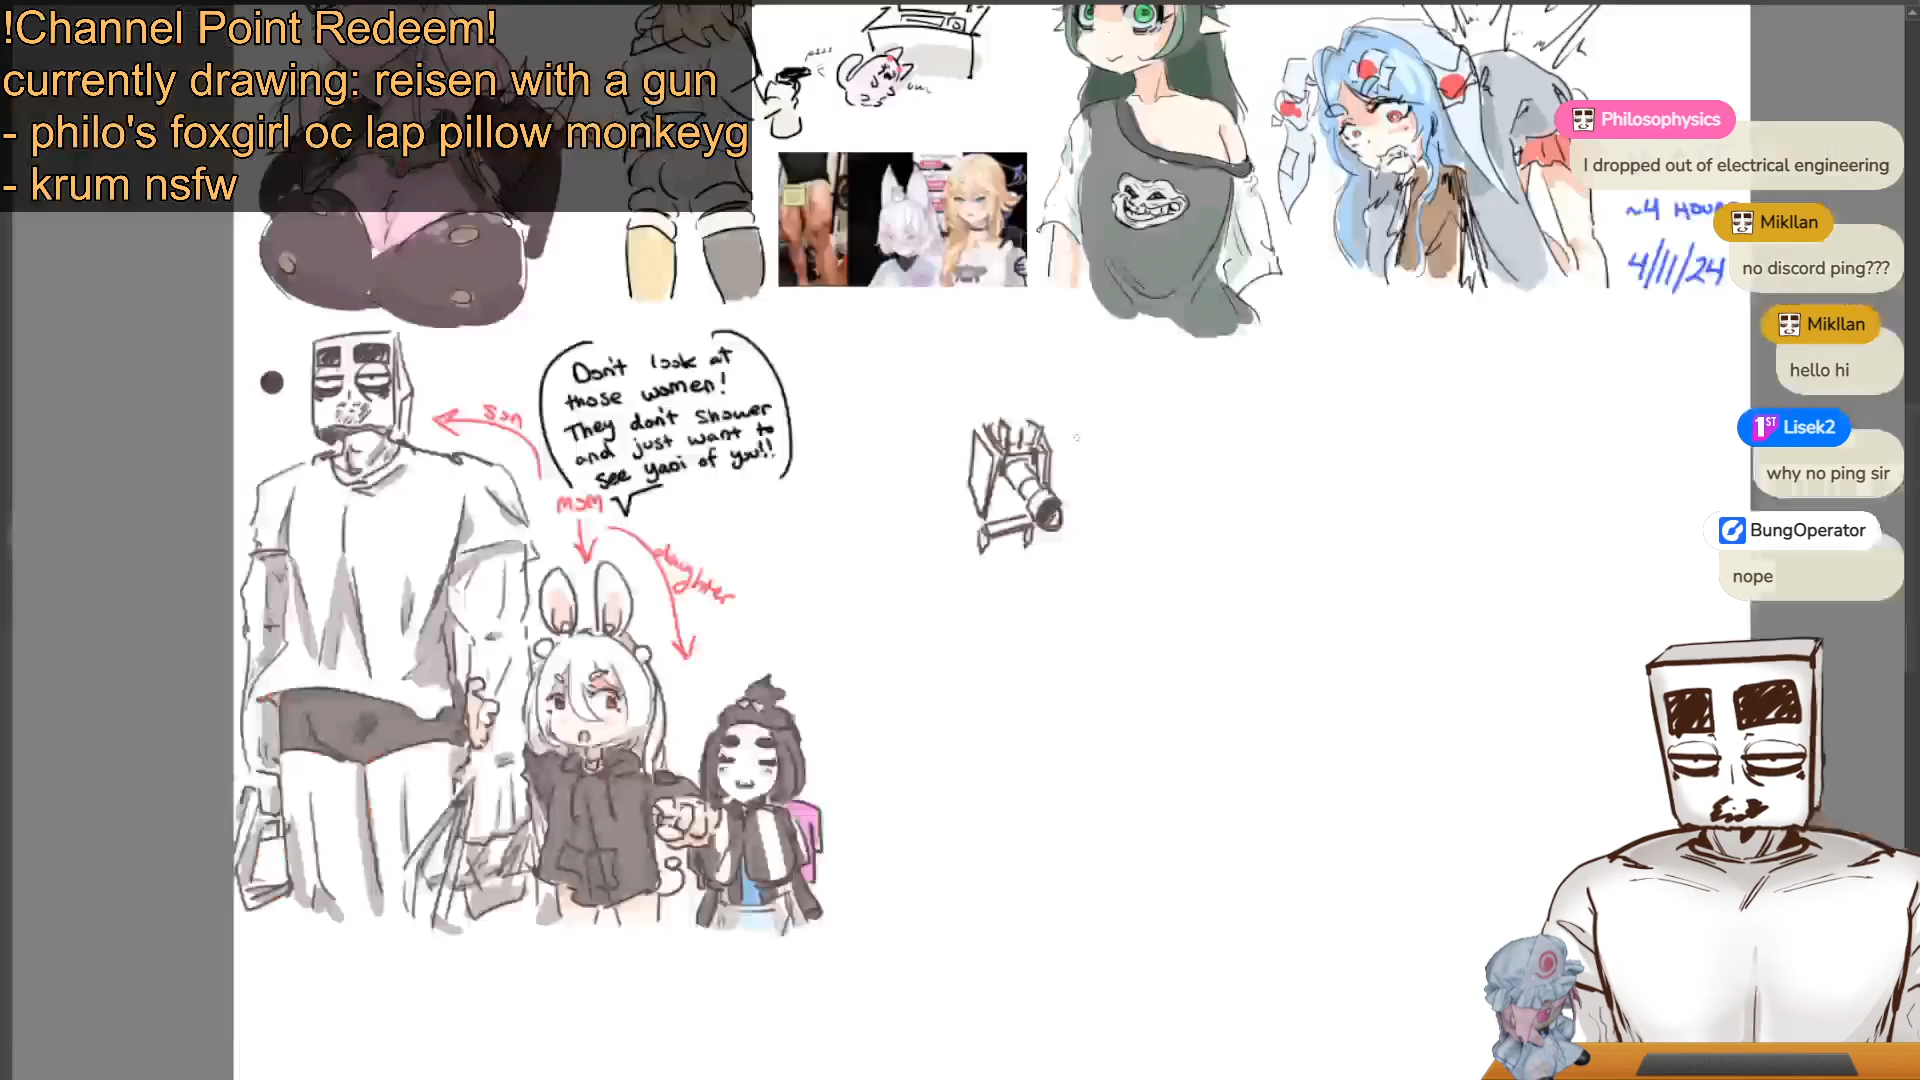 !Channel Point Redeem!
currently drawing: reisen with a gun
- philo's foxgirl oc lap pillow monkeyg
- krum nsfw
~4 HOU
4/11/24
Philosophysics
I dropped out of electrical engineering
MikIlan
no discord ping???
MikIlan
hello hi
1ST Lisek2
why no ping sir
BungOperator
nope
Don't look at
those women!
They don't shower
and just want to
see yaoi of you!!
son
mom
daughter